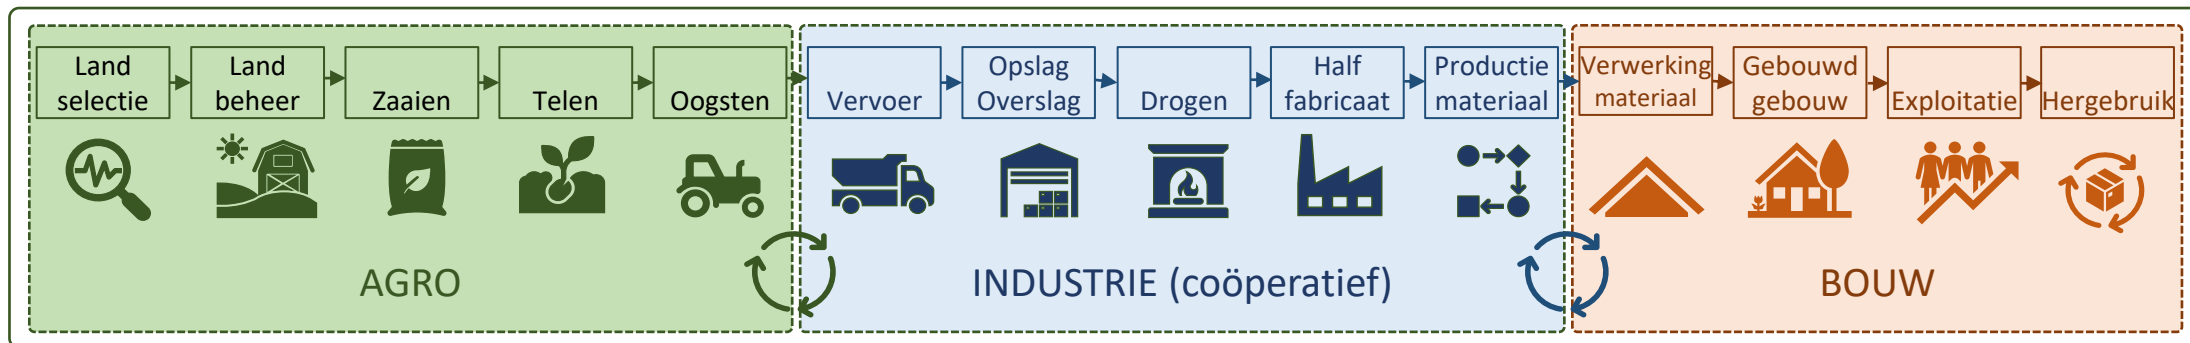 Land
selectie
Land
beheer
Zaaien
Telen
Oogsten
Vervoer
Opslag
Overslag
Drogen
Half
fabricaat
Productie
materiaal
Verwerking
materiaal
Gebouwd
gebouw
Exploitatie
Hergebruik
AGRO
INDUSTRIE (coöperatief)
BOUW